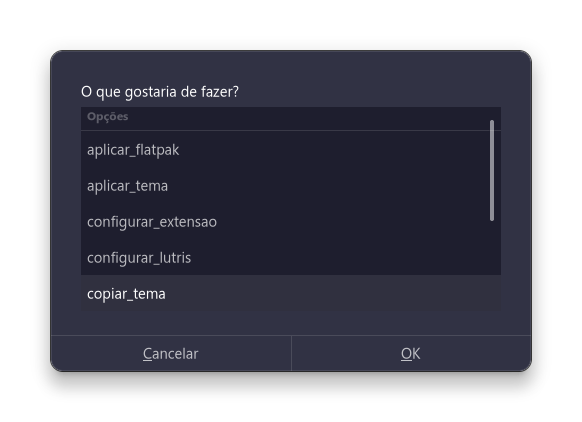 O que gostaria de fazer?
Opções
aplicar_flatpak
aplicar_tema
configurar_extensao
configurar_lutris
copiar_tema
Cancelar
OK